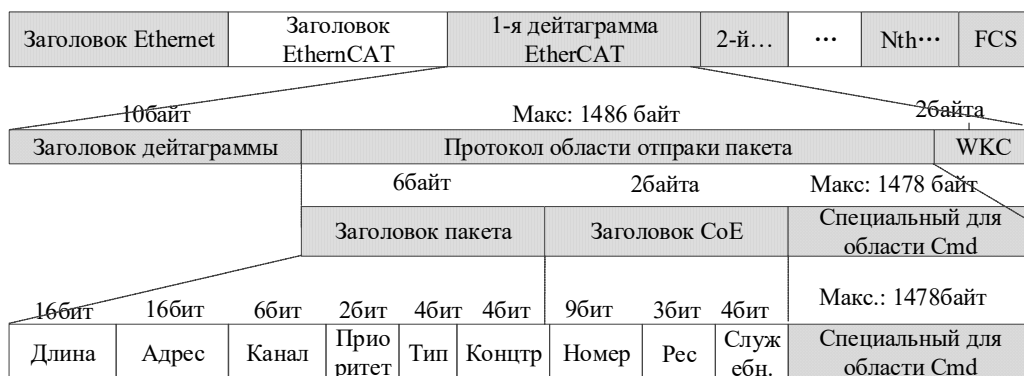 Заголовок Ethernet
Заголовок
EthernCAT
1-я дейтаграмма
EtherCAT
2-й…
…
Nth…
FCS
10байт
Макс: 1486 байт
2байта
Заголовок дейтаграммы
Протокол области отпраки пакета
WKC
6байт
2байта
Макс: 1478 байт
Заголовок пакета
Заголовок CoE
Специальный для
области Cmd
16бит
16бит
6бит
2бит
4бит
4бит
9бит
3бит
4бит
Макс.: 1478байт
Длина
Адрес
Канал
Прио
ритет
Тип
Концтр
Номер
Рес
Служ
ебн.
Специальный для
области Cmd